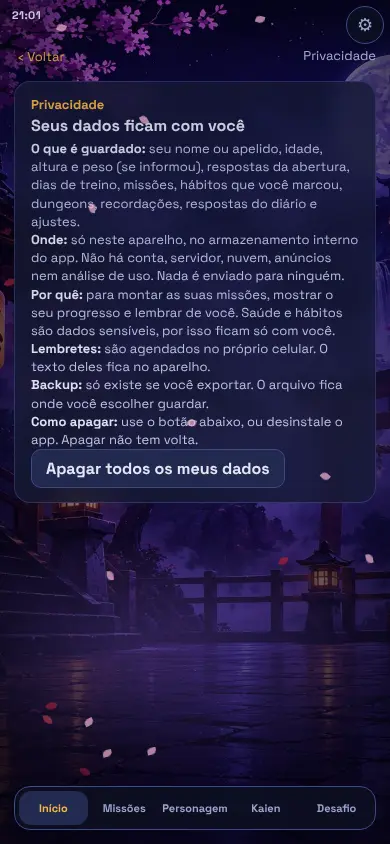 21:01
‹ Voltar
Privacidade
Privacidade
Seus dados ficam com você
O que é guardado: seu nome ou apelido, idade,
altura e peso (se informou), respostas da abertura,
dias de treino, missões, hábitos que você marcou,
dungeons, recordações, respostas do diário e
ajustes.
Onde: só neste aparelho, no armazenamento interno
do app. Não há conta, servidor, nuvem, anúncios
nem análise de uso. Nada é enviado para ninguém.
Por quê: para montar as suas missões, mostrar o
seu progresso e lembrar de você. Saúde e hábitos
são dados sensíveis, por isso ficam só com você.
Lembretes: são agendados no próprio celular. O
texto deles fica no aparelho.
Backup: só existe se você exportar. O arquivo fica
onde você escolher guardar.
Como apagar: use o botão abaixo, ou desinstale o
app. Apagar não tem volta.
Apagar todos os meus dados
Início
Missões
Personagem
Kaien
Desafio